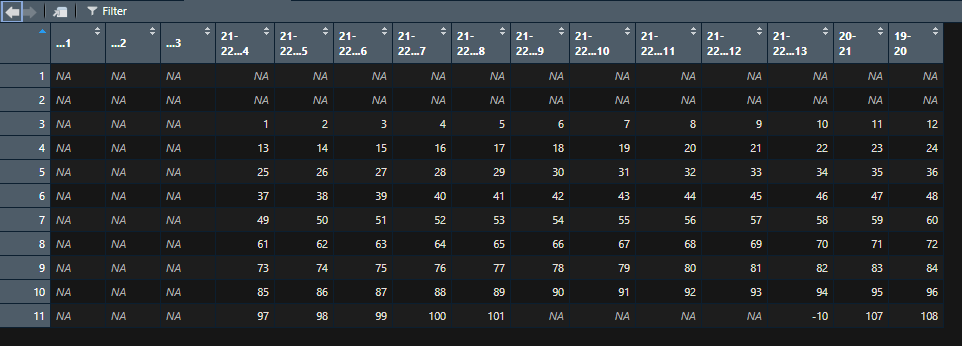 Filter
...1 ...2 ...3 21-22...4 21-22...5 21-22...6 21-22...7 21-22...8 21-22...9 21-22...10 21-22...11 21-22...12 21-22...13 20-21 19-20
1 NA NA NA NA NA NA NA NA NA NA NA NA NA NA NA
2 NA NA NA NA NA NA NA NA NA NA NA NA NA NA NA
3 NA NA NA 1 2 3 4 5 6 7 8 9 10 11 12
4 NA NA NA 13 14 15 16 17 18 19 20 21 22 23 24
5 NA NA NA 25 26 27 28 29 30 31 32 33 34 35 36
6 NA NA NA 37 38 39 40 41 42 43 44 45 46 47 48
7 NA NA NA 49 50 51 52 53 54 55 56 57 58 59 60
8 NA NA NA 61 62 63 64 65 66 67 68 69 70 71 72
9 NA NA NA 73 74 75 76 77 78 79 80 81 82 83 84
10 NA NA NA 85 86 87 88 89 90 91 92 93 94 95 96
11 NA NA NA 97 98 99 100 101 NA NA NA NA -10 107 108